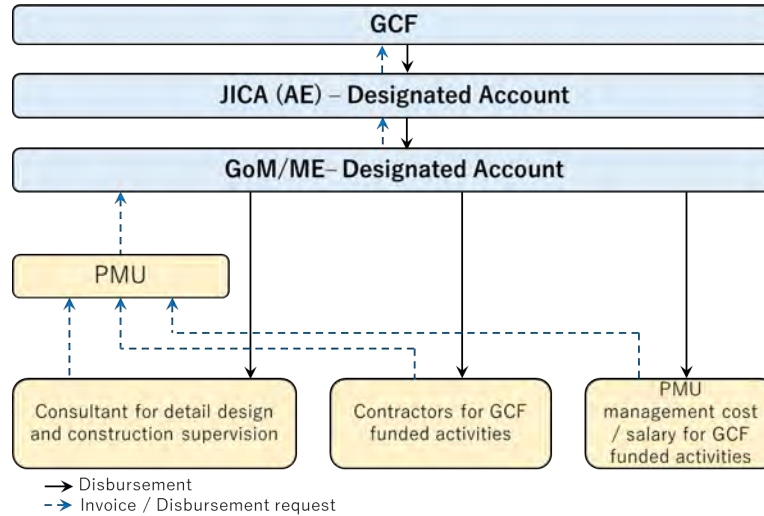 GCF
JICA (AE) – Designated Account
GoM/ME– Designated Account
PMU
Consultant for detail design
and construction supervision
Contractors for GCF
funded activities
PMU
management cost
/ salary for GCF
funded activities
Disbursement
Invoice / Disbursement request